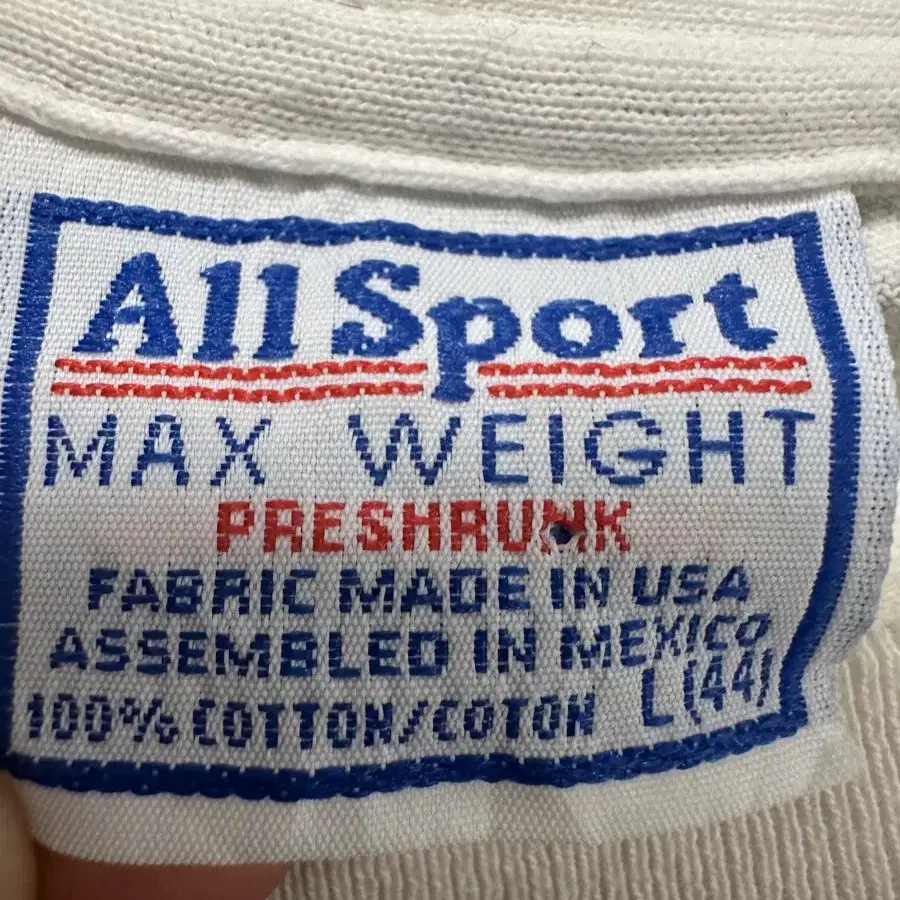 All Sport
MAX WEIGHT
PRESHRUNK
FABRIC MADE IN USA
ASSEMBLED IN MEXICO
100% COTTON/COTON L (44)